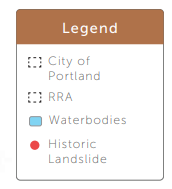 Legend
City of
Portland
RRA
Waterbodies
Historic
Landslide